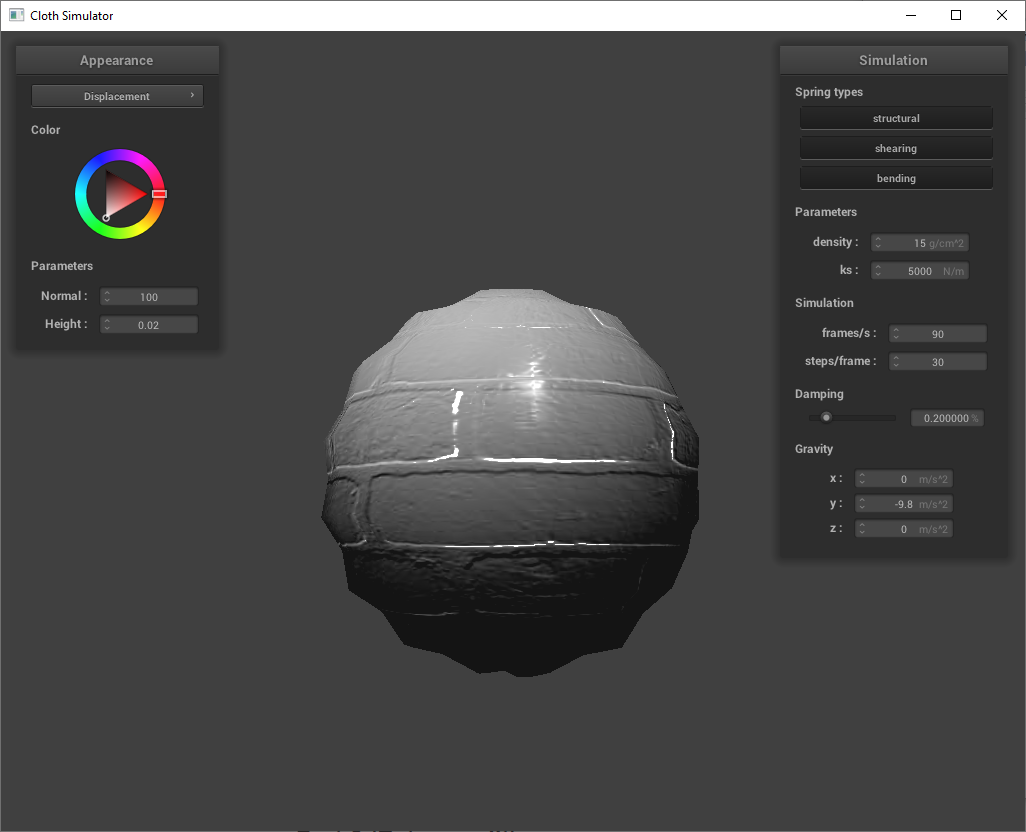 Cloth Simulator
Appearance
Displacement
Color
Parameters
Normal : 100
Height : 0.02
Simulation
Spring types
structural
shearing
bending
Parameters
density : 15 g/cm^2
ks : 5000 N/m
Simulation
frames/s : 90
steps/frame : 30
Damping
0.200000 %
Gravity
x : 0 m/s^2
y : -9.8 m/s^2
z : 0 m/s^2